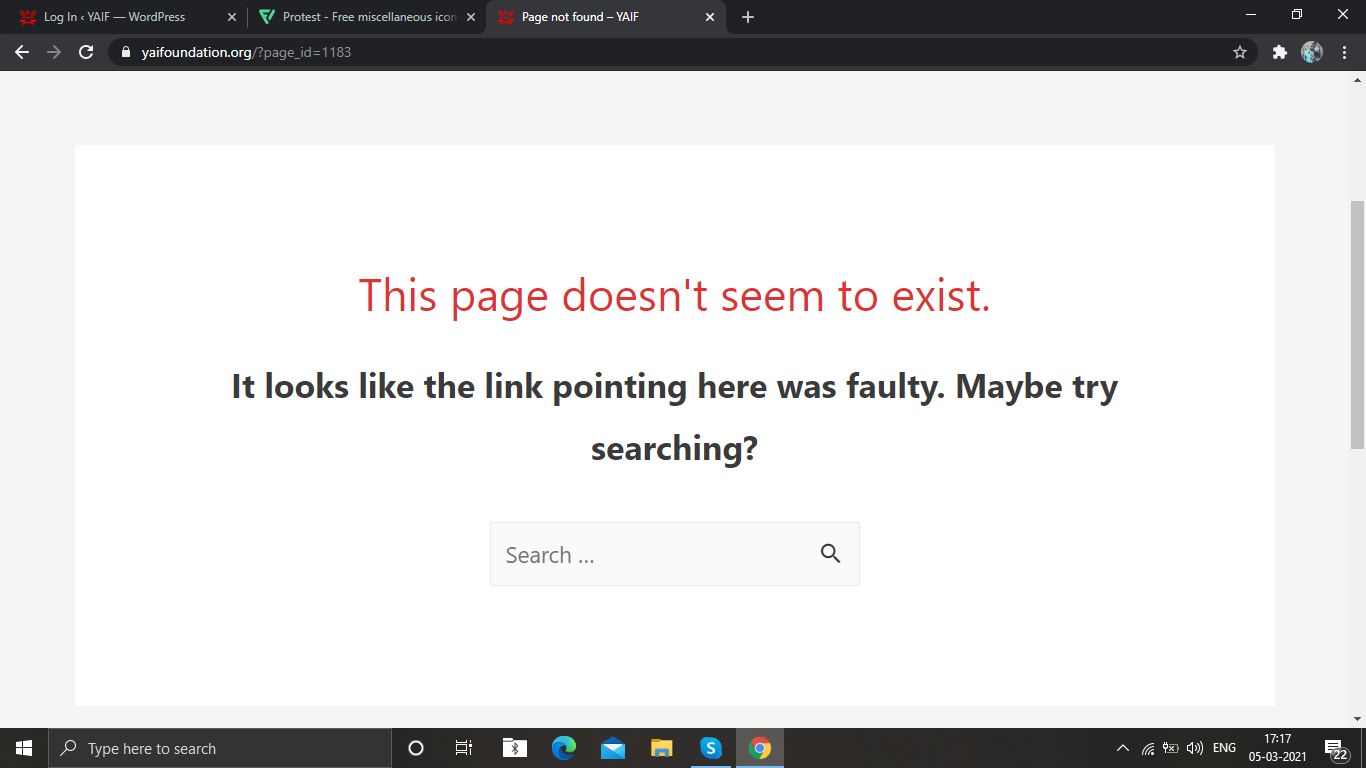 Log In ‹ YAIF — WordPress
Protest - Free miscellaneous icon
Page not found – YAIF
yaifoundation.org/?page_id=1183
This page doesn't seem to exist.
It looks like the link pointing here was faulty. Maybe try
searching?
Search ...
Type here to search
ENG
17:17
05-03-2021
22